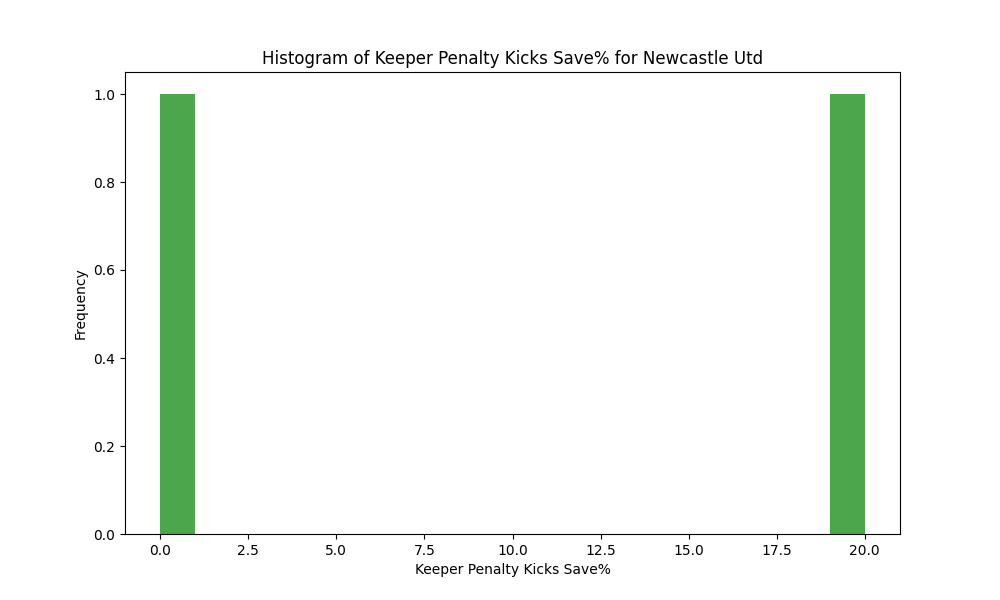 Histogram of Keeper Penalty Kicks Save% for Newcastle Utd
1.0
0.8
0.6
0.4
0.2
0.0
Frequency
0.0 2.5 5.0 7.5 10.0 12.5 15.0 17.5 20.0
Keeper Penalty Kicks Save%